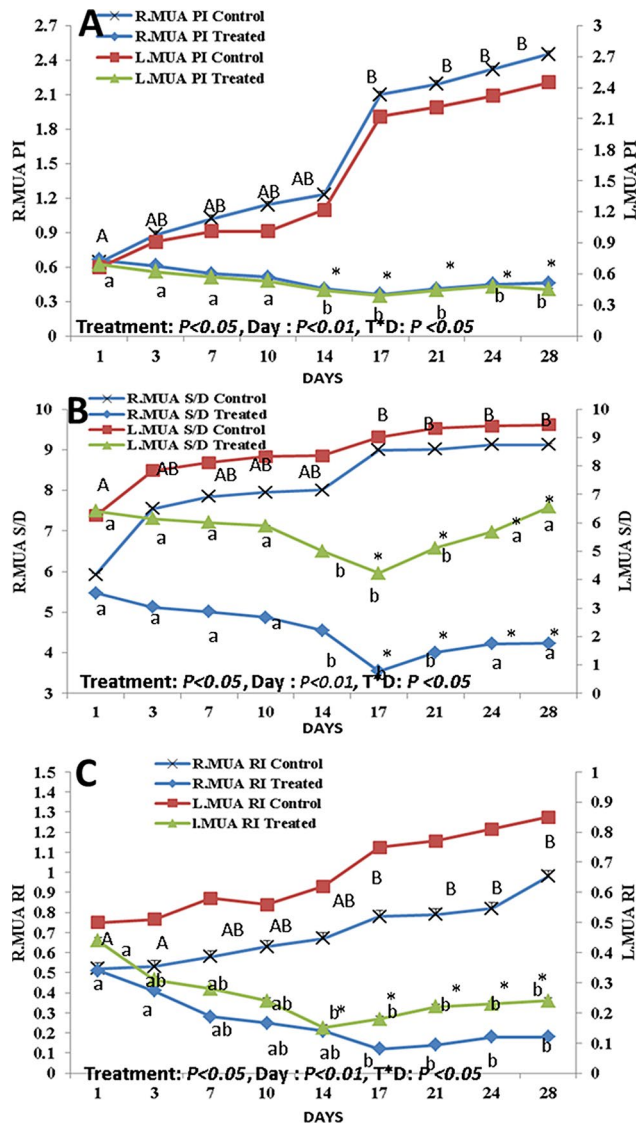 A
R.MUA PI Control
R.MUA PI Treated
L.MUA PI Control
L.MUA PI Treated
R.MUA PI
2.7
2.4
2.1
1.8
1.5
1.2
0.9
0.6
0.3
0
L.MUA PI
3
2.7
2.4
2.1
1.8
1.5
1.2
0.9
0.6
0.3
0
A AB AB AB AB B B B B
* * * * *
a a a a b b b b b
Treatment: P<0.05, Day : P<0.01, T*D: P <0.05
1 3 7 10 14 17 21 24 28
DAYS
B
R.MUA S/D Control
R.MUA S/D Treated
L.MUA S/D Control
L.MUA S/D Treated
R.MUA S/D
10
9
8
7
6
5
4
3
L.MUA S/D
10
9
8
7
6
5
4
3
2
1
0
A AB AB AB AB B B B B
* * * *
a a a a b b b a a
* * * *
a a a a b b b a a
Treatment: P<0.05, Day : P<0.01, T*D: P <0.05
1 3 7 10 14 17 21 24 28
DAYS
C
R.MUA RI Control
R.MUA RI Treated
L.MUA RI Control
l.MUA RI Treated
R.MUA RI
1.5
1.4
1.3
1.2
1.1
1
0.9
0.8
0.7
0.6
0.5
0.4
0.3
0.2
0.1
0
L.MUA RI
1
0.9
0.8
0.7
0.6
0.5
0.4
0.3
0.2
0.1
0
A A AB AB AB B B B B
* * * * *
a ab ab ab b b b b b
a a ab ab ab b b b b
Treatment: P<0.05, Day : P<0.01, T*D: P <0.05
1 3 7 10 14 17 21 24 28
DAYS